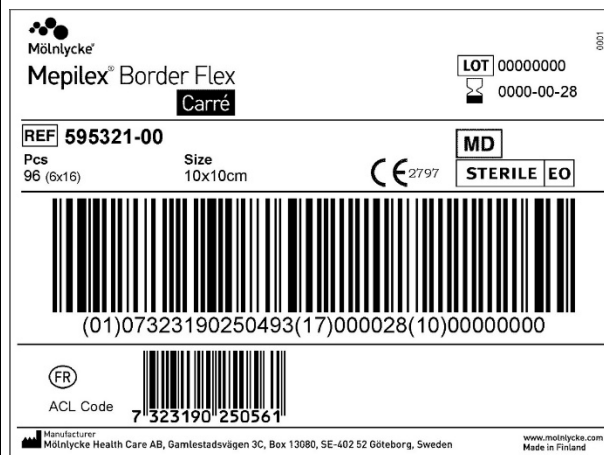 Mölnlycke®
0001
Mepilex® Border Flex
Carré
LOT 00000000
0000-00-28
REF 595321-00
MD
Pcs
96 (6x16)
Size
10x10cm
CE 2797
STERILE EO
(01)07323190250493(17)000028(10)00000000
FR
ACL Code
7 323190 250561
Manufacturer
Mölnlycke Health Care AB, Gamlestadsvägen 3C, Box 13080, SE-402 52 Göteborg, Sweden
www.molnlycke.com
Made in Finland